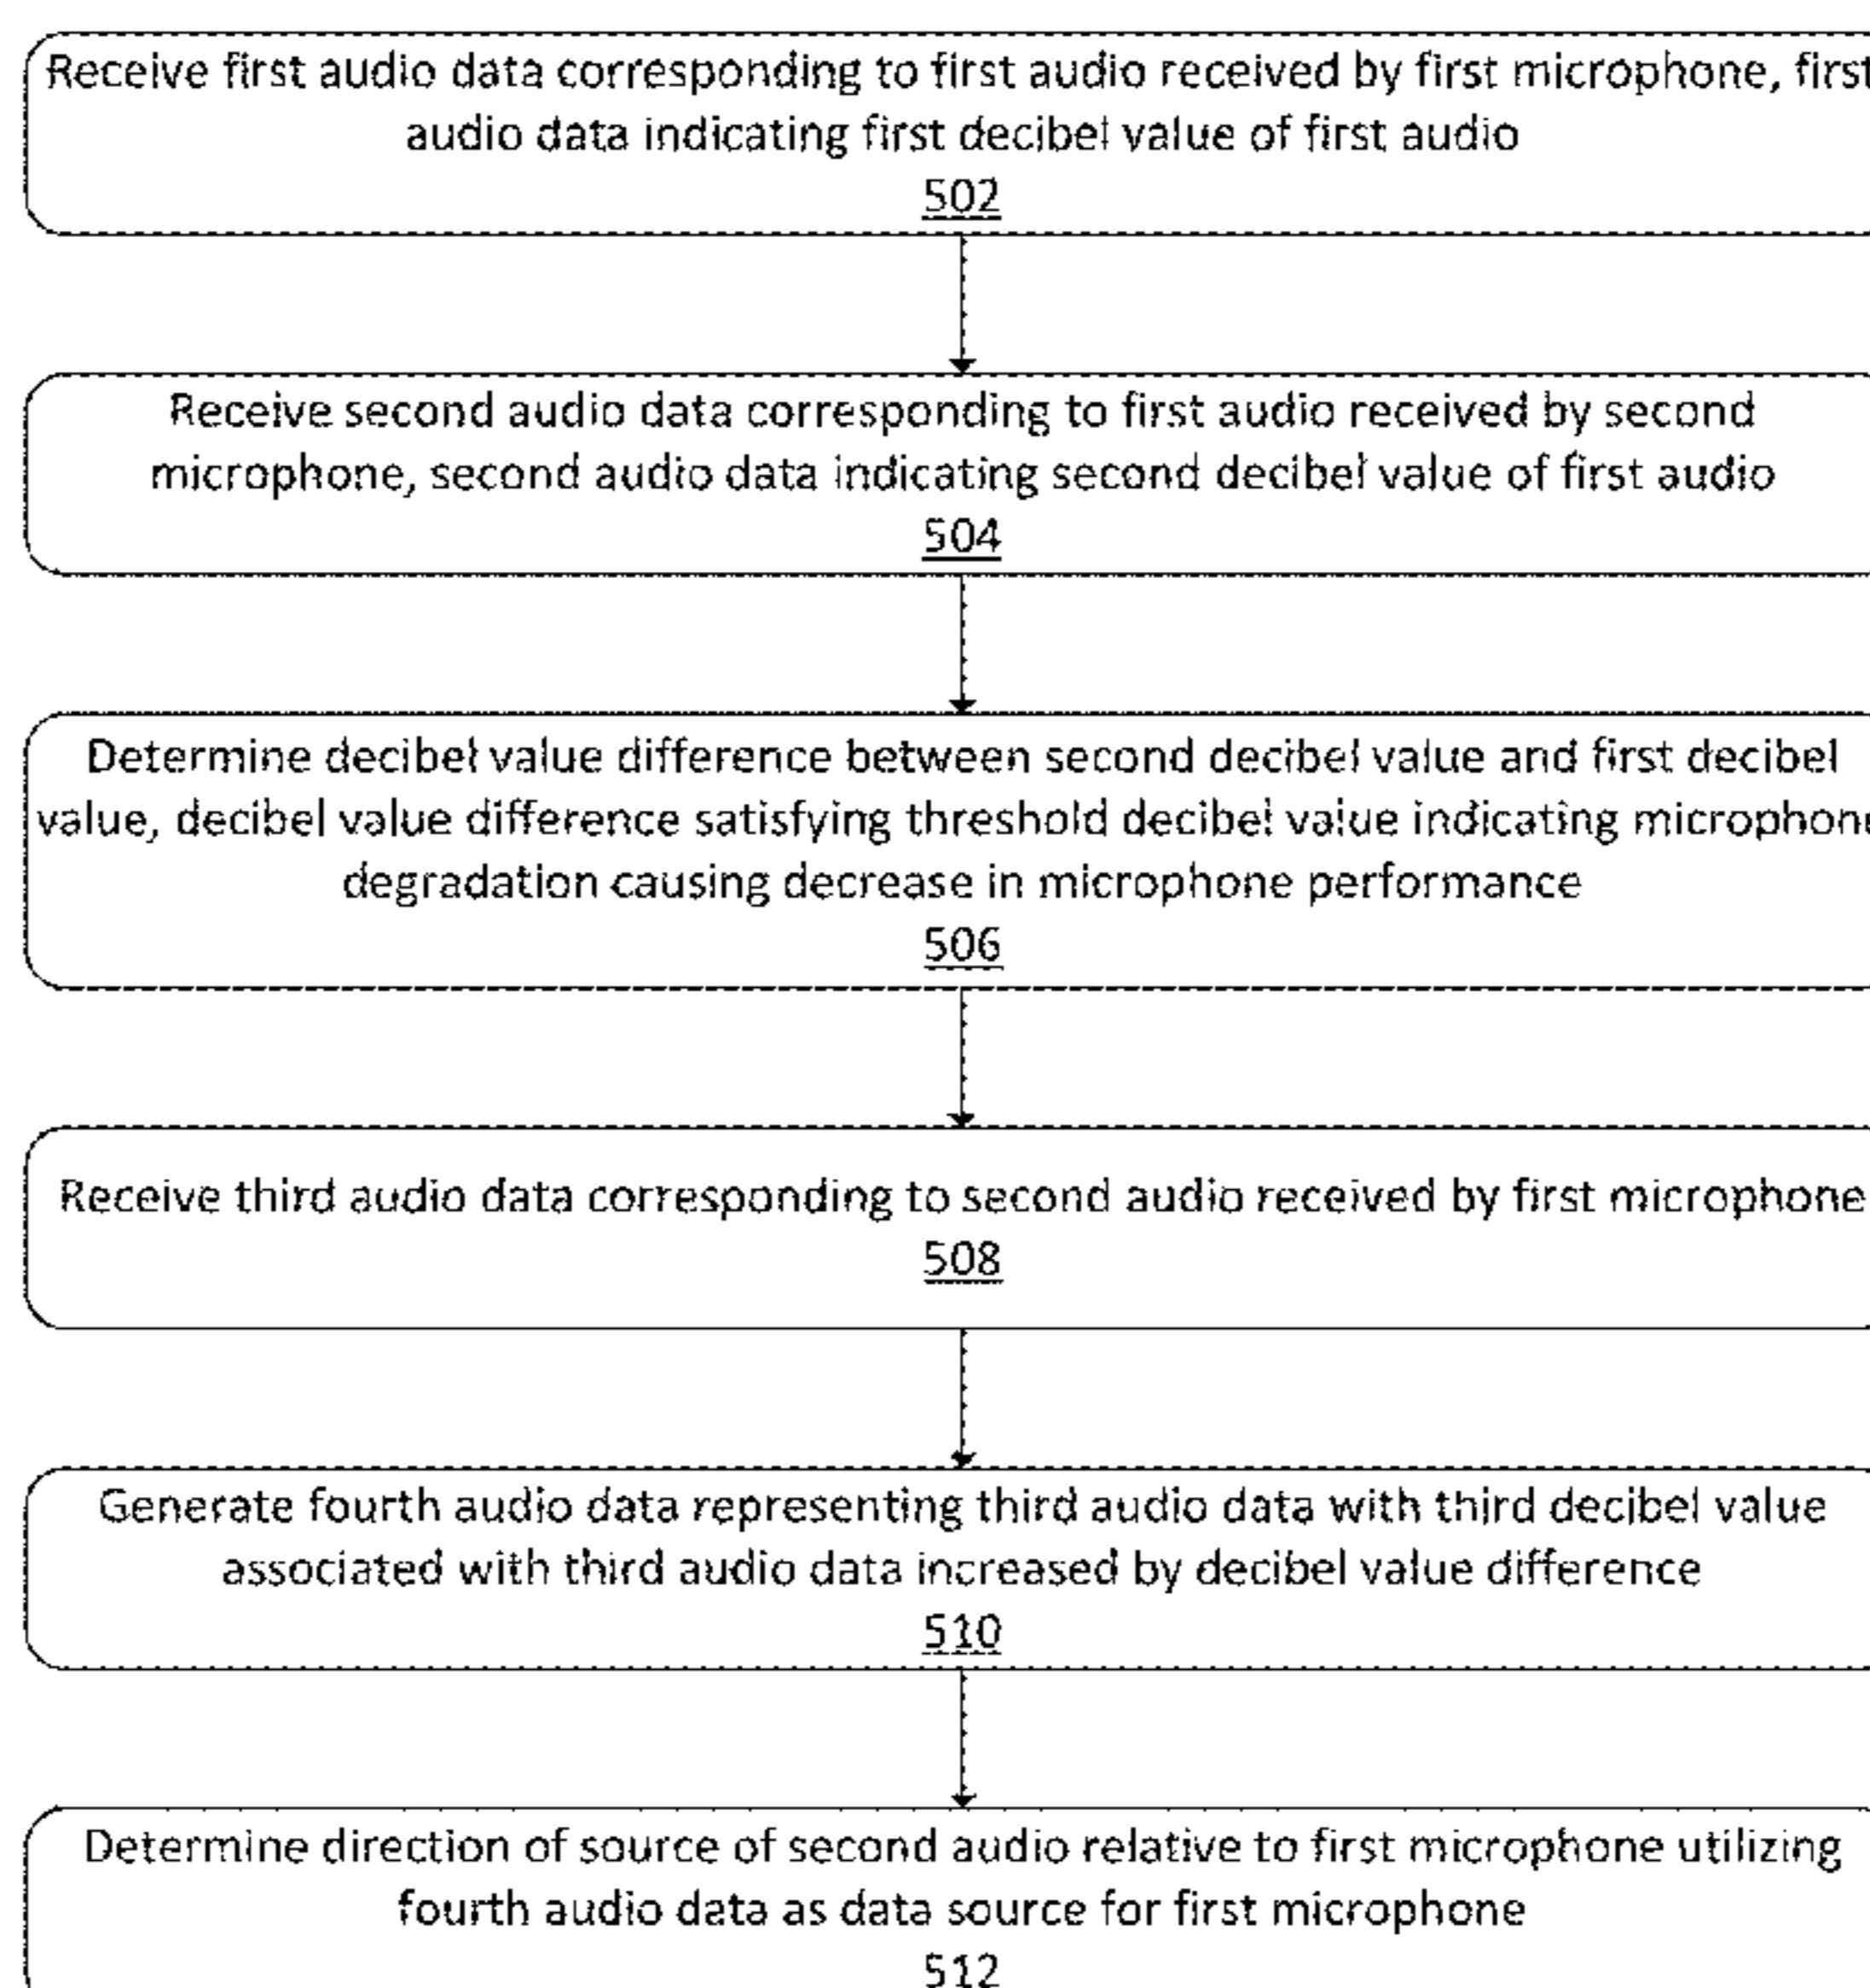 Receive first audio data corresponding to first audio received by first microphone, first
audio data indicating first decibel value of first audio
502
Receive second audio data corresponding to first audio received by second
microphone, second audio data indicating second decibel value of first audio
504
Determine decibel value difference between second decibel value and first decibel
value, decibel value difference satisfying threshold decibel value indicating microphone
degradation causing decrease in microphone performance
506
Receive third audio data corresponding to second audio received by first microphone
508
Generate fourth audio data representing third audio data with third decibel value
associated with third audio data increased by decibel value difference
510
Determine direction of source of second audio relative to first microphone utilizing
fourth audio data as data source for first microphone
512